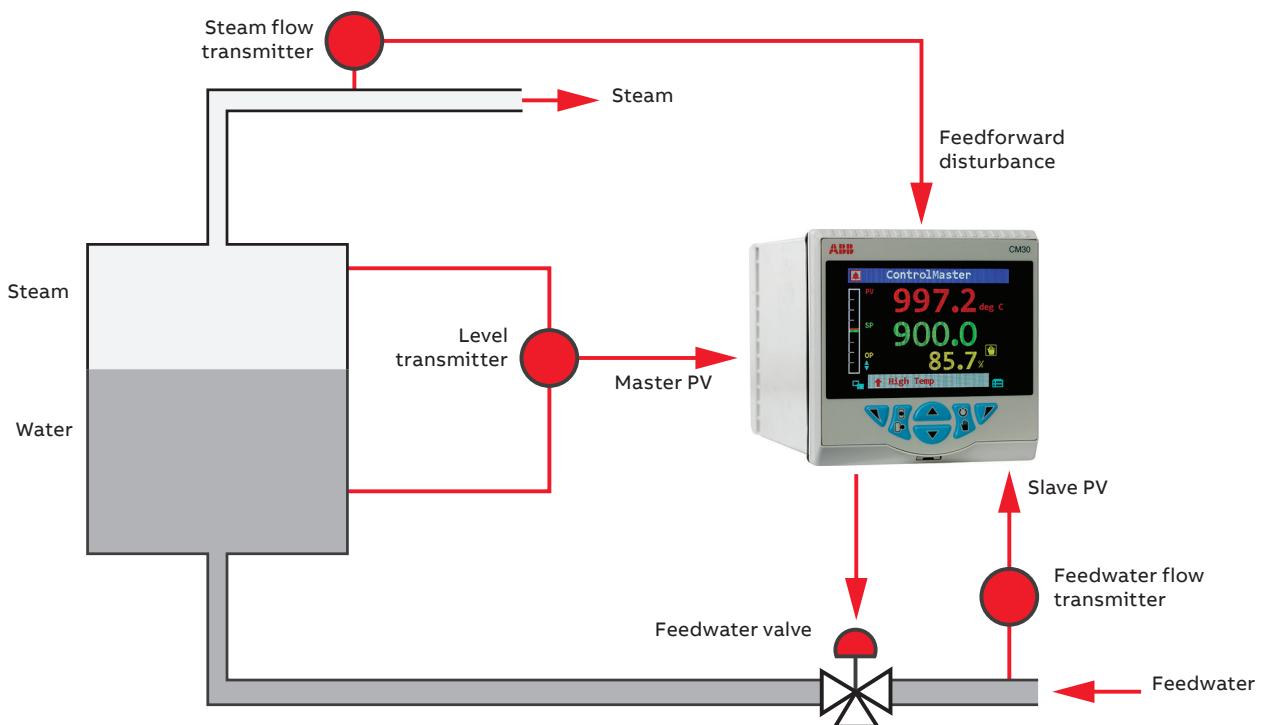 Steam flow
transmitter
Steam
Feedforward
disturbance
ABB
CM30
ControlMaster
PV
997.2 deg C
SP
900.0
OP
85.7 %
High Temp
Steam
Level
transmitter
Master PV
Water
Slave PV
Feedwater flow
transmitter
Feedwater valve
Feedwater